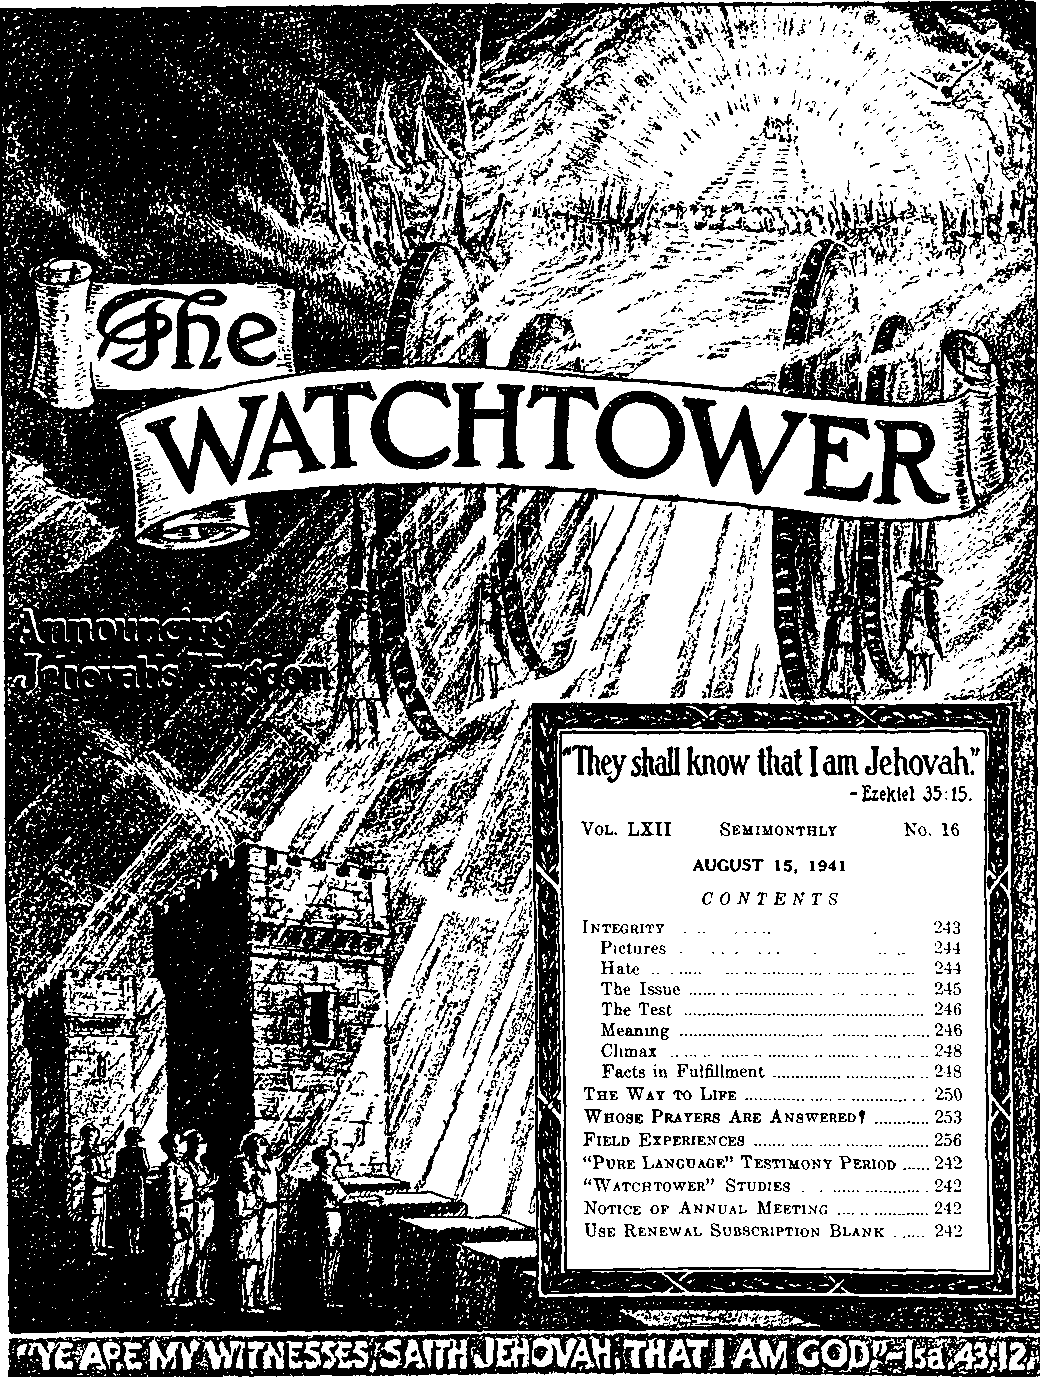 The
WATCHTOWER
Announcing
Jehovah's Kingdom
"They shall know that I am Jehovah."
- Ezekiel 35:15.
VOL. LXII SEMIMONTHLY No. 16
AUGUST 15, 1941
CONTENTS
INTEGRITY 243
Pictures 244
Hate 244
The Issue 245
The Test 246
Meaning 246
Climax 248
Facts in Fulfillment 248
THE WAY TO LIFE 250
WHOSE PRAYERS ARE ANSWERED? 253
FIELD EXPERIENCES 256
"PURE LANGUAGE" TESTIMONY PERIOD 242
"WATCHTOWER" STUDIES 242
NOTICE OF ANNUAL MEETING 242
USE RENEWAL SUBSCRIPTION BLANK 242
"YE ARE MY WITNESSES, SAITH JEHOVAH, THAT I AM GOD."-Isa. 43:12.